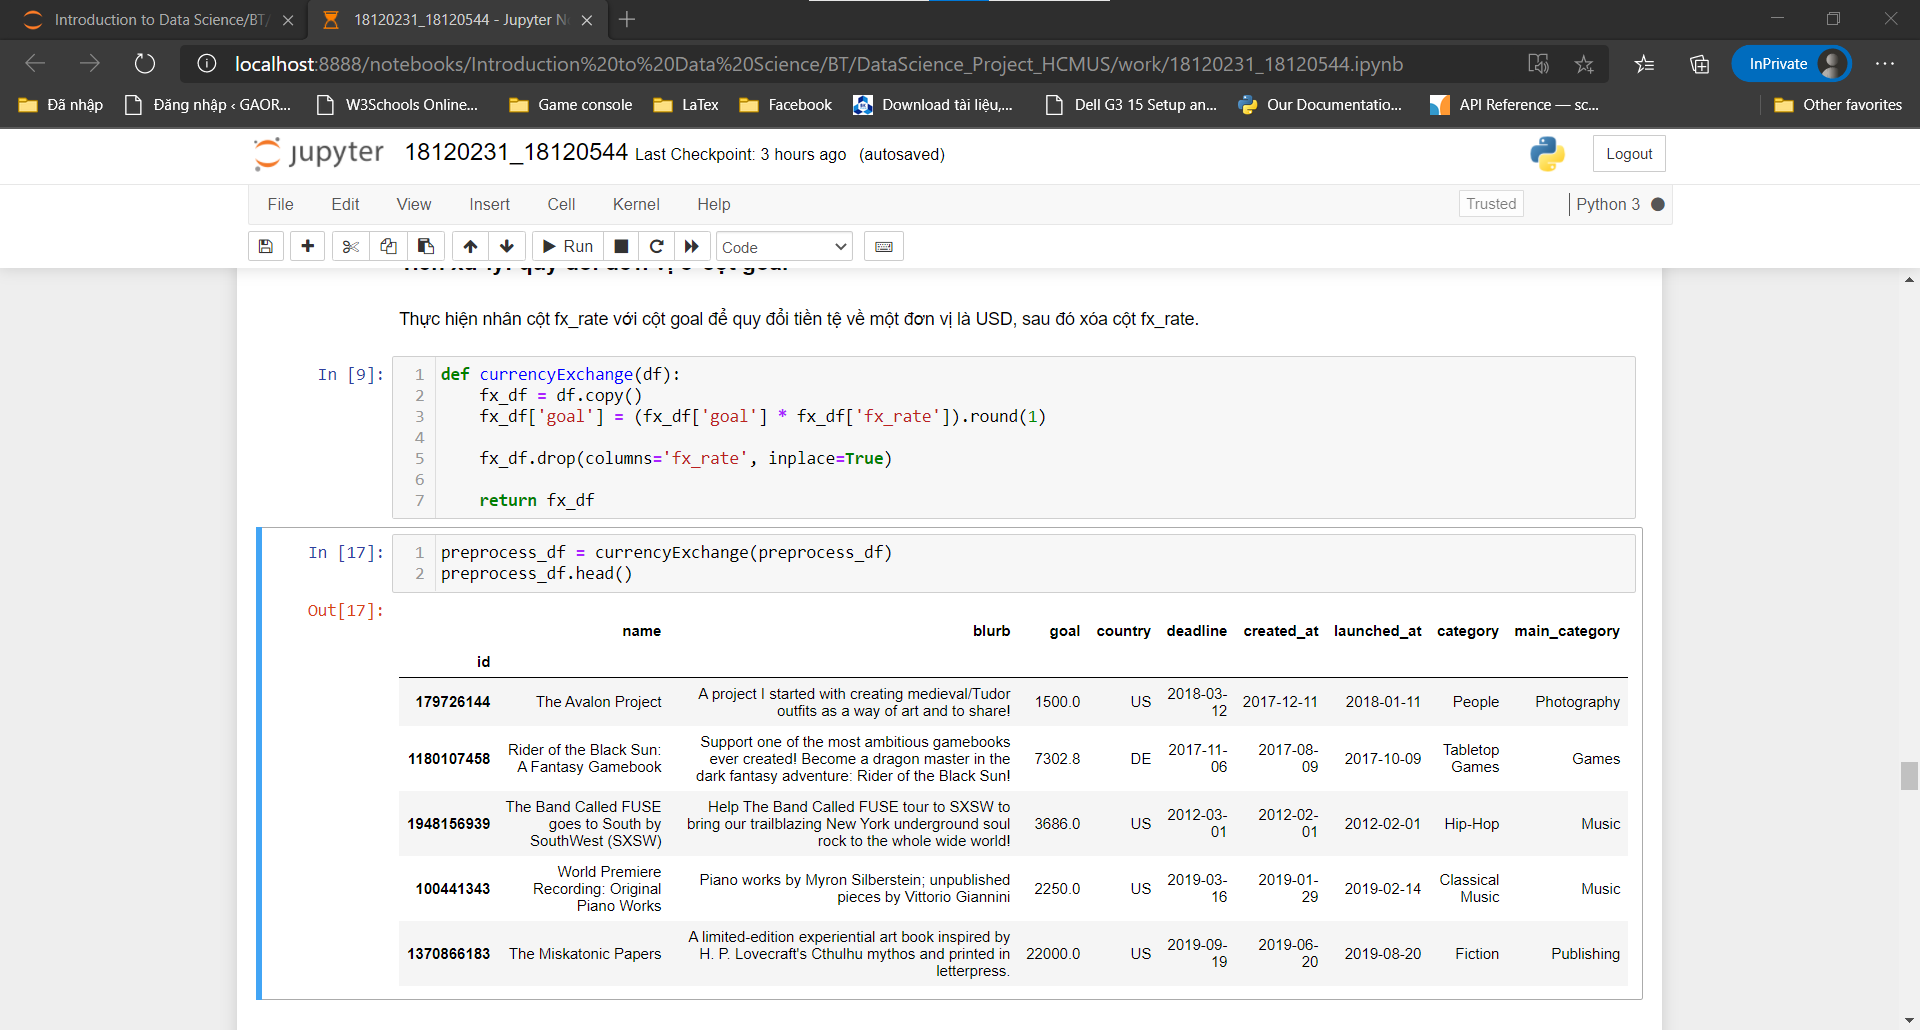 Introduction to Data Science/BT/
18120231_18120544 - Jupyter N
localhost:8888/notebooks/Introduction%20to%20Data%20Science/BT/DataScience_Project_HCMUS/work/18120231_18120544.ipynb
InPrivate
Đã nhập
Đăng nhập ‹ GAOR...
W3Schools Online...
Game console
LaTex
Facebook
Download tài liệu,...
Dell G3 15 Setup an...
Our Documentatio...
API Reference — sc...
Other favorites
jupyter 18120231_18120544 Last Checkpoint: 3 hours ago (autosaved)
Logout
File Edit View Insert Cell Kernel Help
Trusted
Python 3
Run
Code
Thực hiện nhân cột fx_rate với cột goal để quy đổi tiền tệ về một đơn vị là USD, sau đó xóa cột fx_rate.
In [9]:
1 def currencyExchange(df):
2 fx_df = df.copy()
3 fx_df['goal'] = (fx_df['goal'] * fx_df['fx_rate']).round(1)
4
5 fx_df.drop(columns='fx_rate', inplace=True)
6
7 return fx_df
In [17]:
1 preprocess_df = currencyExchange(preprocess_df)
2 preprocess_df.head()
Out[17]:
name blurb goal country deadline created_at launched_at category main_category
id
179726144 The Avalon Project A project I started with creating medieval/Tudor outfits as a way of art and to share! 1500.0 US 2018-03-12 2017-12-11 2018-01-11 People Photography
1180107458 Rider of the Black Sun: A Fantasy Gamebook Support one of the most ambitious gamebooks ever created! Become a dragon master in the dark fantasy adventure: Rider of the Black Sun! 7302.8 DE 2017-11-06 2017-08-09 2017-10-09 Tabletop Games Games
1948156939 The Band Called FUSE goes to South by SouthWest (SXSW) Help The Band Called FUSE tour to SXSW to bring our trailblazing New York underground soul rock to the whole wide world! 3686.0 US 2012-03-01 2012-02-01 2012-02-01 Hip-Hop Music
100441343 World Premiere Recording: Original Piano Works Piano works by Myron Silberstein; unpublished pieces by Vittorio Giannini 2250.0 US 2019-03-16 2019-01-29 2019-02-14 Classical Music Music
1370866183 The Miskatonic Papers A limited-edition experiential art book inspired by H. P. Lovecraft's Cthulhu mythos and printed in letterpress. 22000.0 US 2019-09-19 2019-06-20 2019-08-20 Fiction Publishing